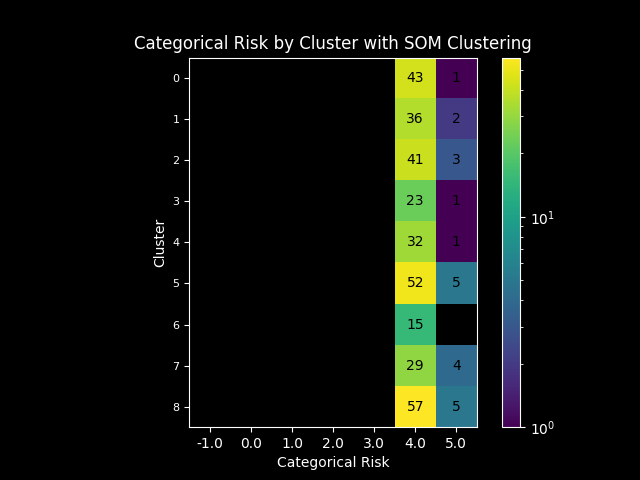 Categorical Risk by Cluster with SOM Clustering
0 43 1
1 36 2
2 41 3
3 23 1
4 32 1
5 52 5
6 15
7 29 4
8 57 5
Cluster
-1.0 0.0 1.0 2.0 3.0 4.0 5.0
Categorical Risk
10¹
10⁰